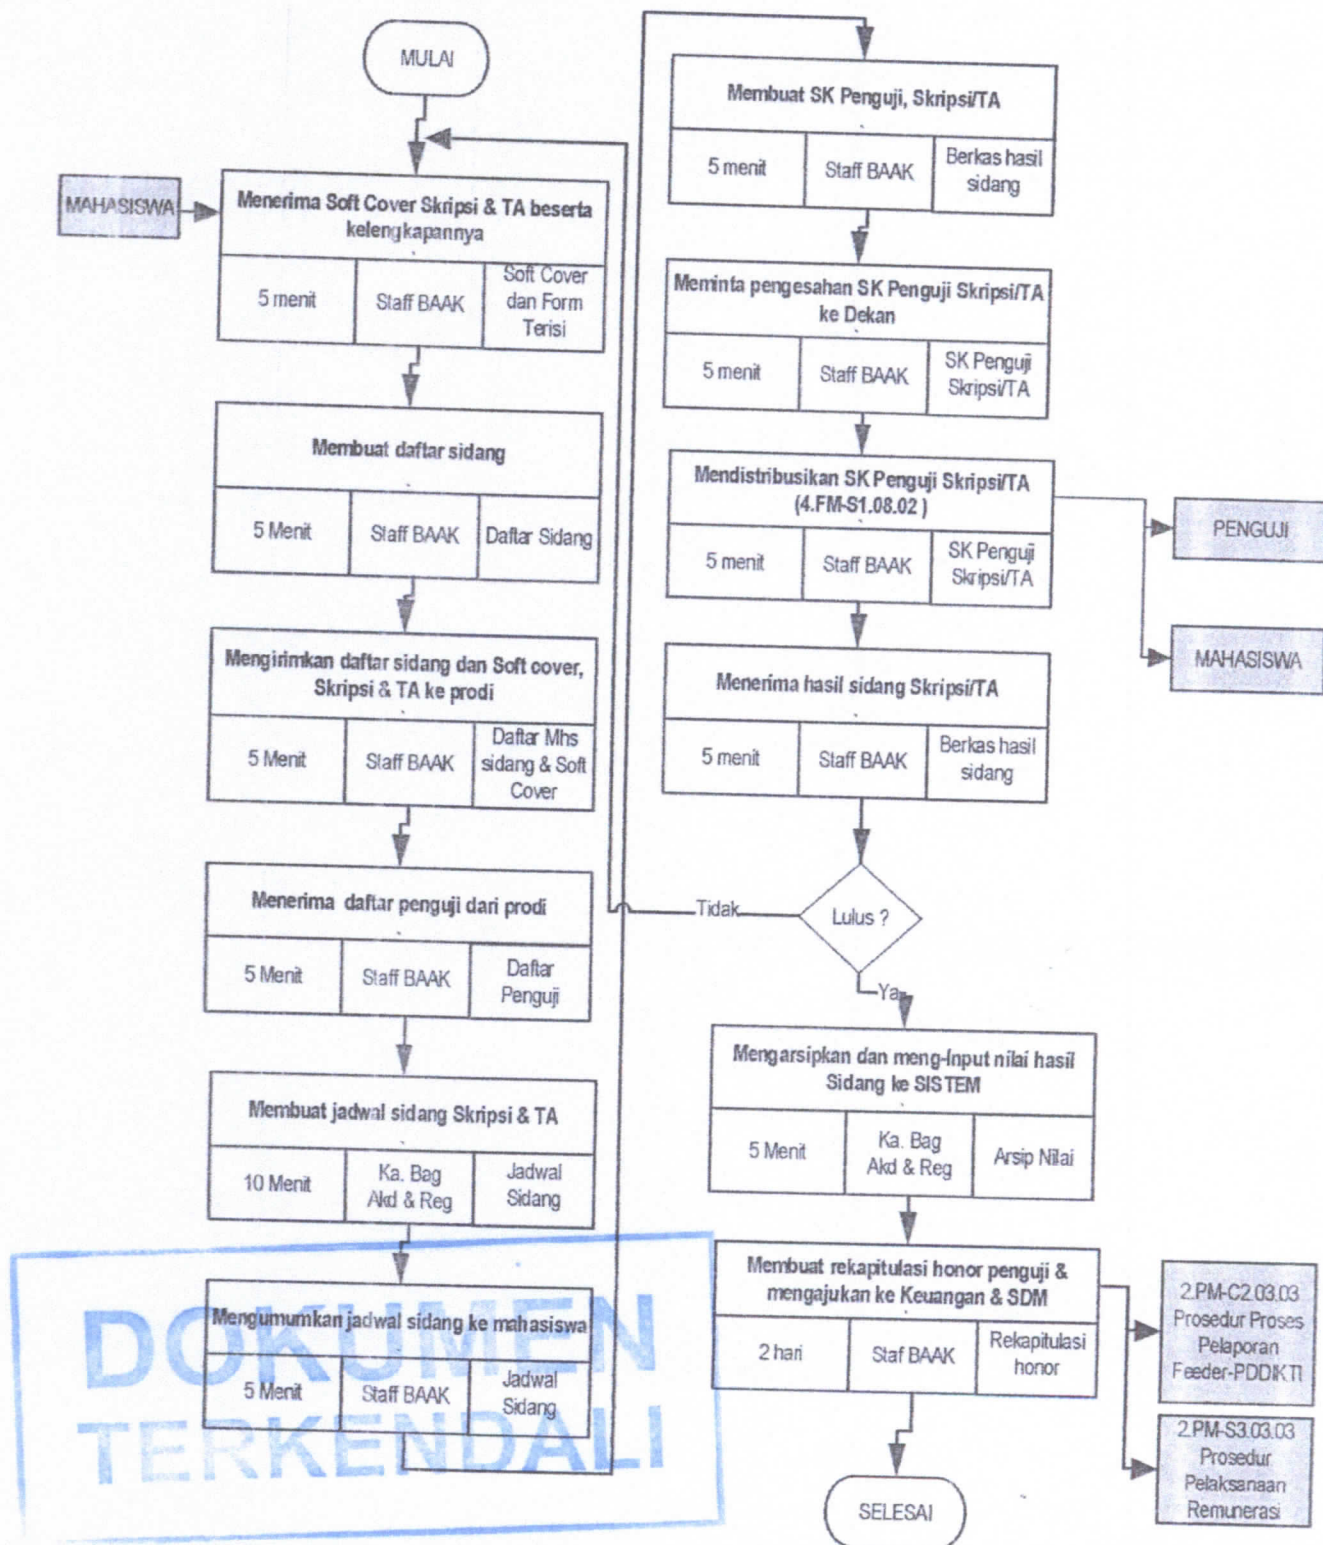 MULAI
MAHASISWA
Menerima Soft Cover Skripsi & TA beserta
kelengkapannya
5 menit
Staff BAAK
Soft Cover
dan Form
Terisi
Membuat daftar sidang
5 Menit
Staff BAAK
Daftar Sidang
Mengirimkan daftar sidang dan Soft cover,
Skripsi & TA ke prodi
5 Menit
Staff BAAK
Daftar Mhs
sidang & Soft
Cover
Menerima daftar penguji dari prodi
5 Menit
Staff BAAK
Daftar
Penguji
Membuat jadwal sidang Skripsi & TA
10 Menit
Ka. Bag
Akd & Reg
Jadwal
Sidang
Mengumumkan jadwal sidang ke mahasiswa
5 Menit
Staff BAAK
Jadwal
Sidang
DOKUMEN
TERKENDALI
Membuat SK Penguji, Skripsi/TA
5 menit
Staff BAAK
Berkas hasil
sidang
Meminta pengesahan SK Penguji Skripsi/TA
ke Dekan
5 menit
Staff BAAK
SK Penguji
Skripsi/TA
Mendistribusikan SK Penguji Skripsi/TA
(4.FM-S1.08.02 )
5 menit
Staff BAAK
SK Penguji
Skripsi/TA
PENGUJI
MAHASISWA
Menerima hasil sidang Skripsi/TA
5 menit
Staff BAAK
Berkas hasil
sidang
Lulus ?
Tidak
Ya
Mengarsipkan dan meng-Input nilai hasil
Sidang ke SISTEM
5 Menit
Ka. Bag
Akd & Reg
Arsip Nilai
Membuat rekapitulasi honor penguji &
mengajukan ke Keuangan & SDM
2 hari
Staf BAAK
Rekapitulasi
honor
2.PM-C2.03.03
Prosedur Proses
Pelaporan
Feeder-PDDIKTI
2.PM-S3.03.03
Prosedur
Pelaksanaan
Remunerasi
SELESAI